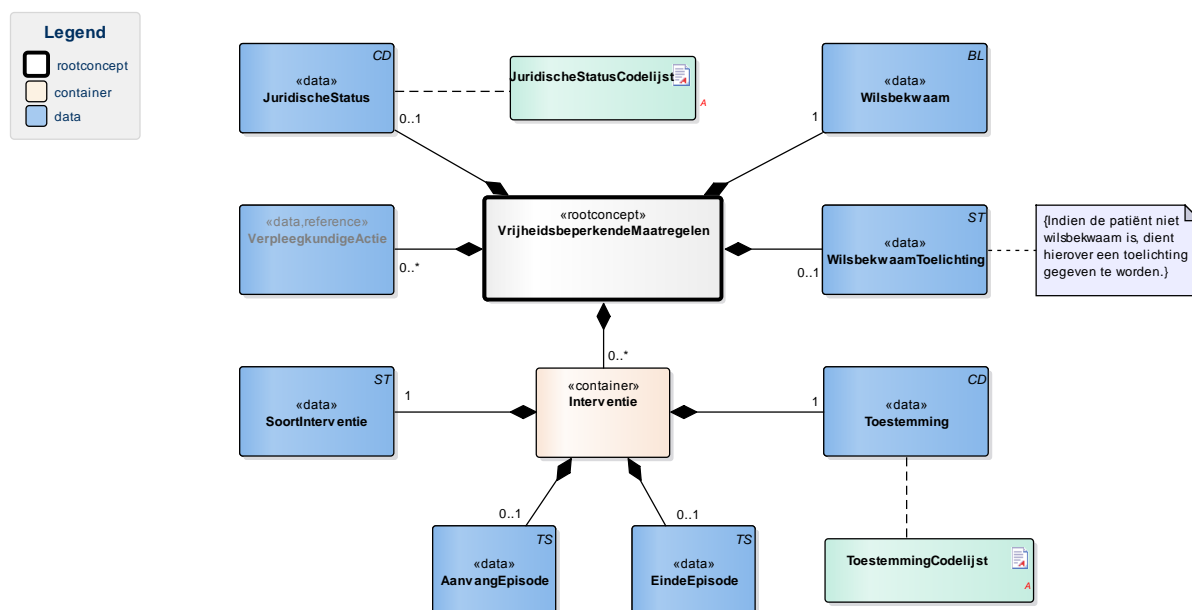 Legend
rootconcept
container
data
CD
«data»
JuridischeStatus
0..1
JuridischeStatusCodelijst
A
BL
«data»
Wilsbekwaam
1
«data,reference»
VerpleegkundigeActie
0..*
«rootconcept»
VrijheidsbeperkendeMaatregelen
ST
«data»
WilsbekwaamToelichting
0..1
{Indien de patiënt niet
wilsbekwaam is, dient
hierover een toelichting
gegeven te worden.}
0..*
ST
«data»
SoortInterventie
1
«container»
Interventie
CD
«data»
Toestemming
1
0..1
TS
«data»
AanvangEpisode
0..1
TS
«data»
EindeEpisode
ToestemmingCodelijst
A